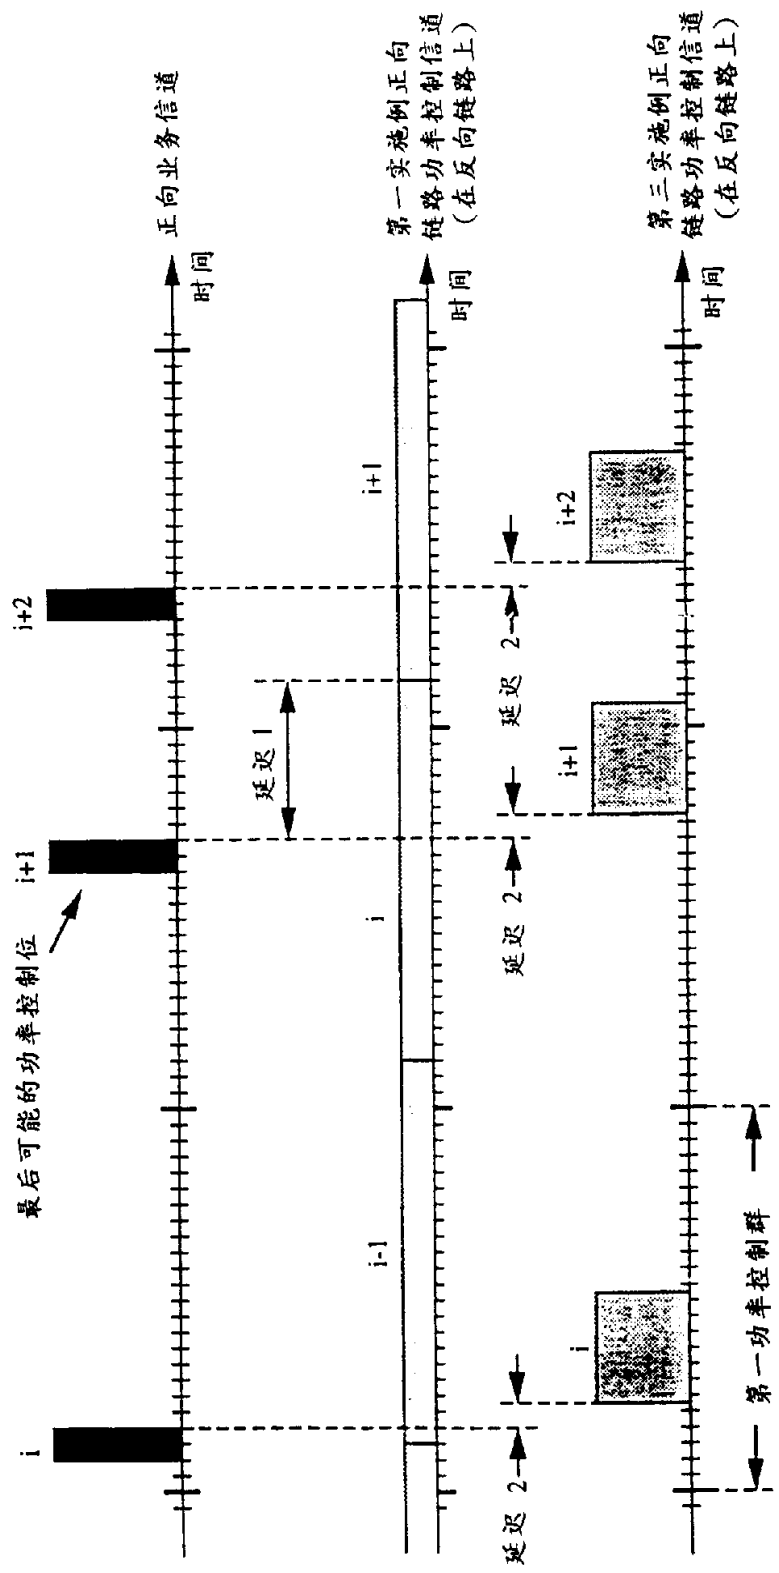 i
i+1
i+2
最后可能的功率控制位
正向业务信道
时间
延迟 1
i-1
i
i+1
第一实施例正向
链路功率控制信道
(在反向链路上)
时间
延迟 2
延迟 2
延迟 2
i
i+1
i+2
第三实施例正向
链路功率控制信道
(在反向链路上)
时间
第一功率控制群